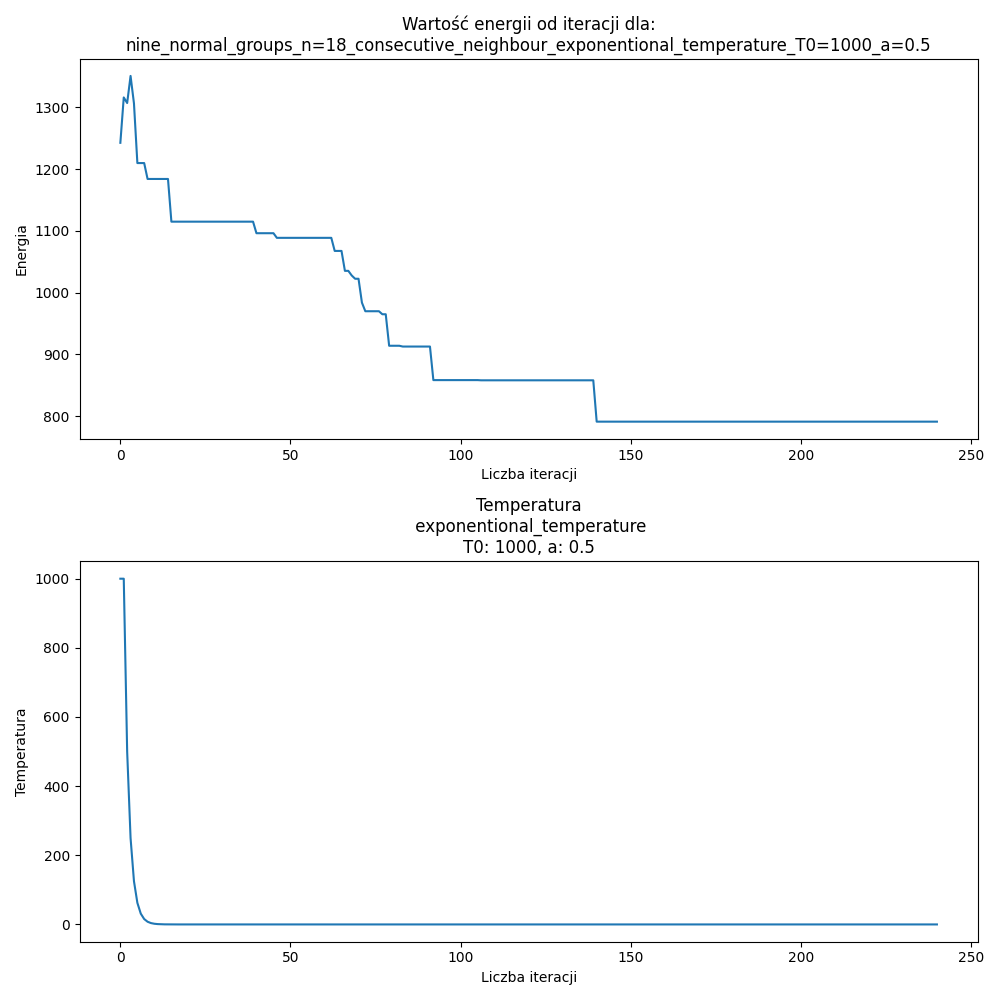 Wartość energii od iteracji dla:
nine_normal_groups_n=18_consecutive_neighbour_exponentional_temperature_T0=1000_a=0.5
1300
1200
1100
1000
900
800
Energia
0 50 100 150 200 250
Liczba iteracji
Temperatura
exponentional_temperature
T0: 1000, a: 0.5
1000
800
600
400
200
0
Temperatura
0 50 100 150 200 250
Liczba iteracji